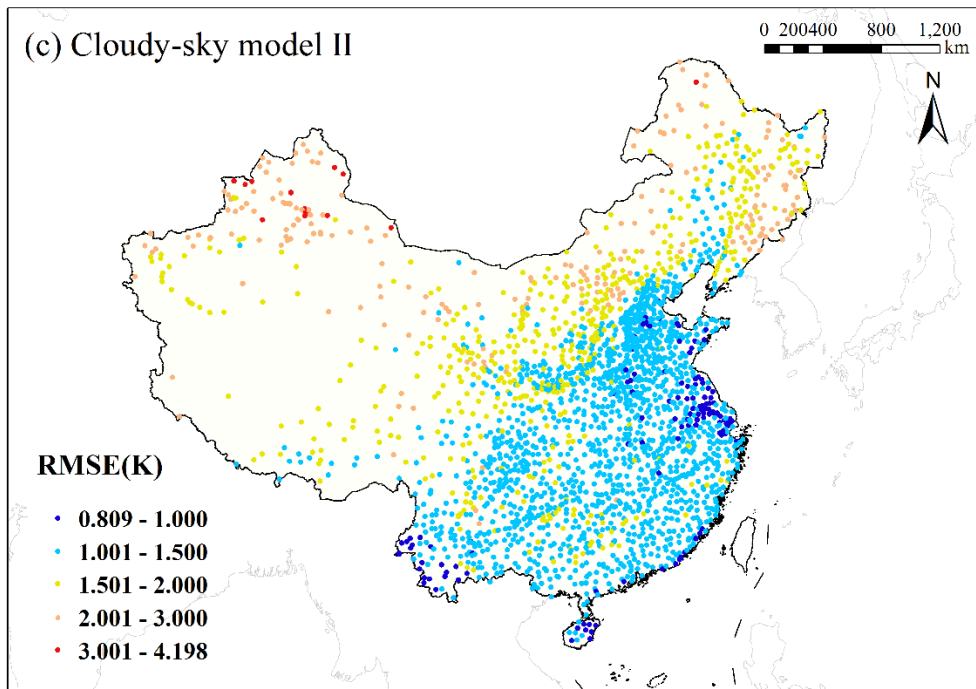 (c) Cloudy-sky model II
0 200400 800 1,200
km
N
RMSE(K)
0.809 - 1.000
1.001 - 1.500
1.501 - 2.000
2.001 - 3.000
3.001 - 4.198